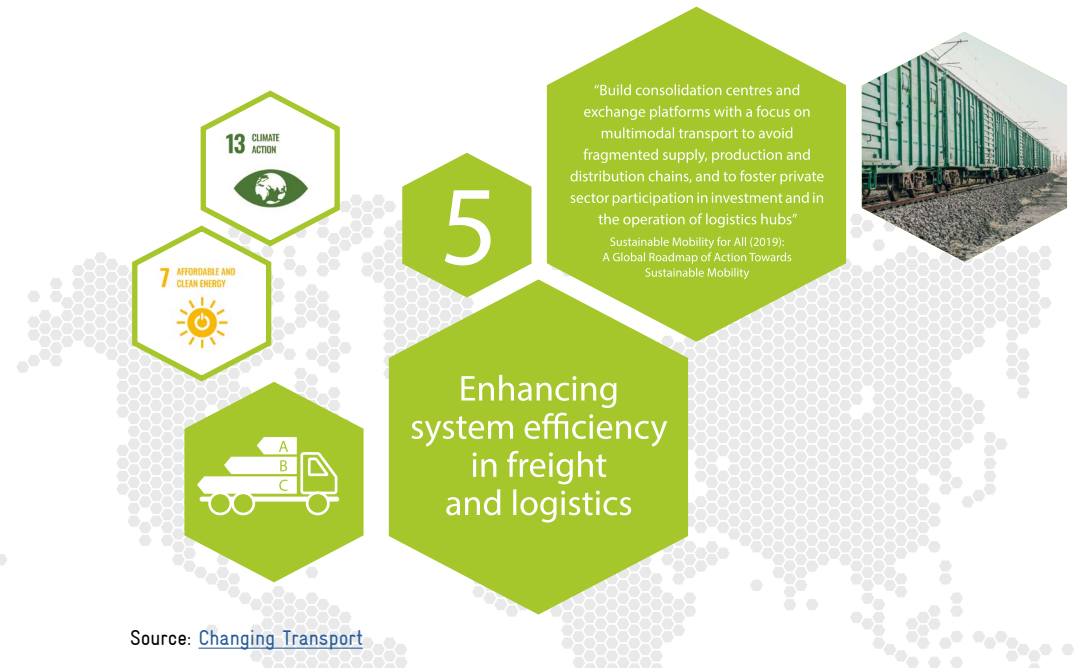 “Build consolidation centres and
exchange platforms with a focus on
multimodal transport to avoid
fragmented supply, production and
distribution chains, and to foster private
sector participation in investment and in
the operation of logistics hubs”
Sustainable Mobility for All (2019):
A Global Roadmap of Action Towards
Sustainable Mobility
13 CLIMATE
ACTION
5
7 AFFORDABLE AND
CLEAN ENERGY
Enhancing
system efficiency
in freight
and logistics
A
B
C
Source: Changing Transport